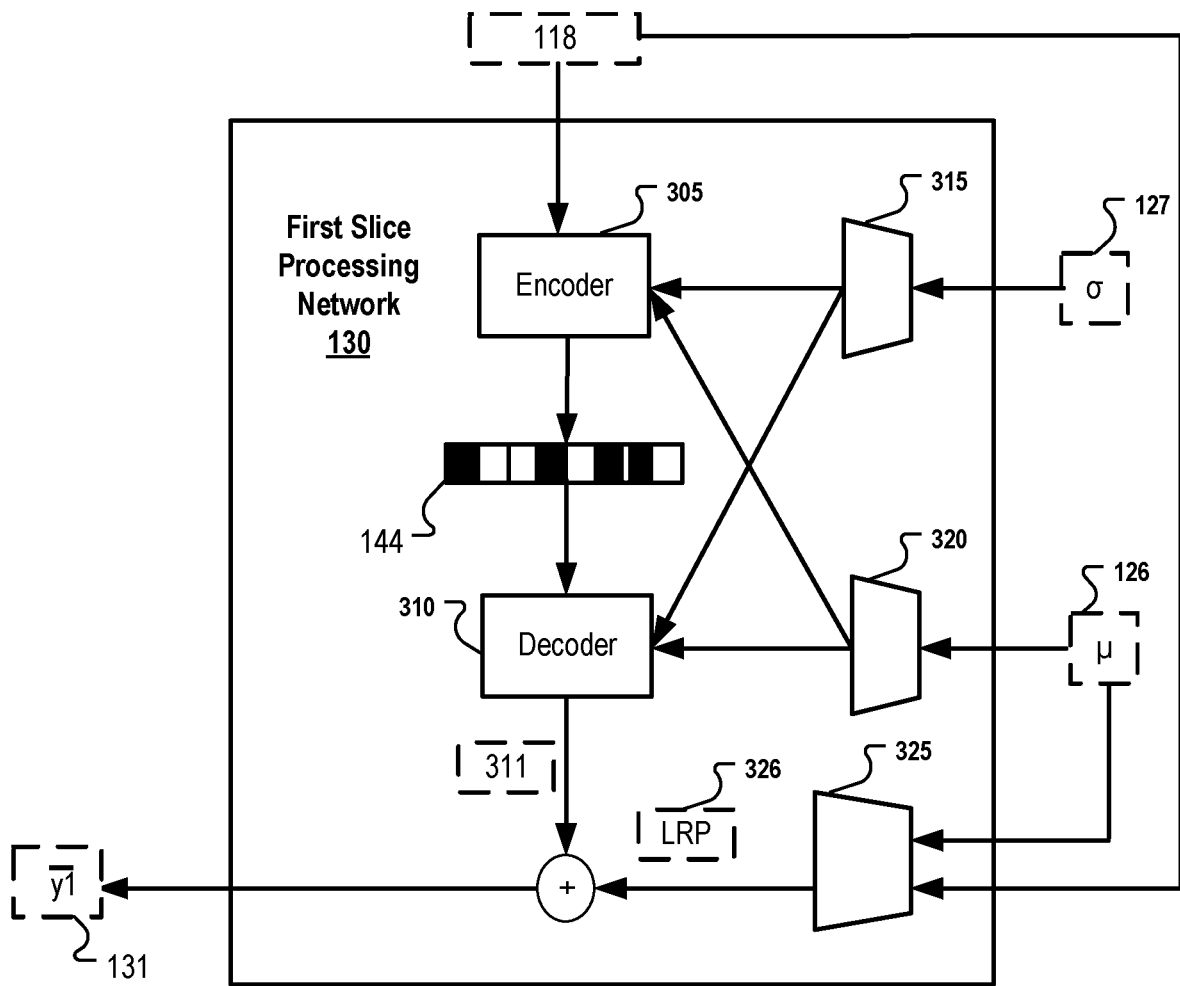 118
305
315
127
First Slice
Processing
Network
130
Encoder
σ
144
320
126
310
Decoder
μ
311
326
325
LRP
y1
+
131